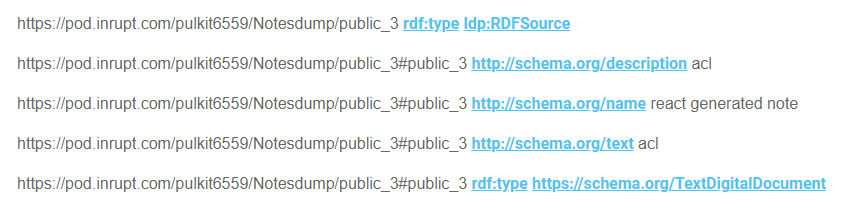 https://pod.inrupt.com/pulkit6559/Notesdump/public_3 rdf:type ldp:RDFSource
https://pod.inrupt.com/pulkit6559/Notesdump/public_3#public_3 http://schema.org/description acl
https://pod.inrupt.com/pulkit6559/Notesdump/public_3#public_3 http://schema.org/name react generated note
https://pod.inrupt.com/pulkit6559/Notesdump/public_3#public_3 http://schema.org/text acl
https://pod.inrupt.com/pulkit6559/Notesdump/public_3#public_3 rdf:type https://schema.org/TextDigitalDocument